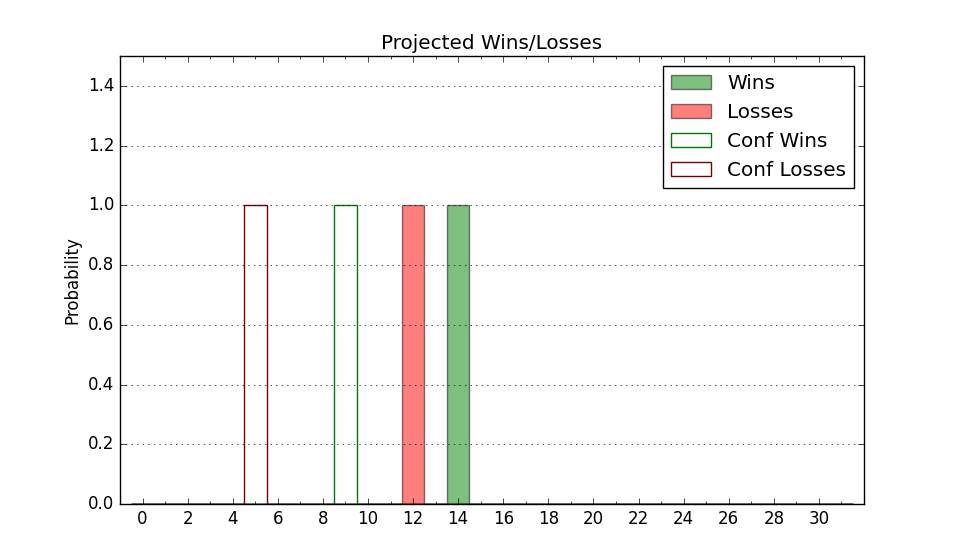 Projected Wins/Losses
1.4
1.2
1.0
0.8
0.6
0.4
0.2
0.0
Probability
Wins
Losses
Conf Wins
Conf Losses
0 2 4 6 8 10 12 14 16 18 20 22 24 26 28 30